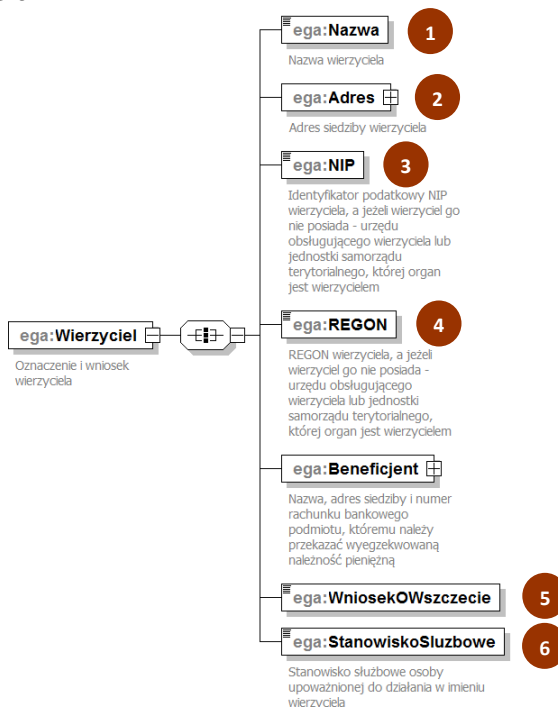 ega:Nazwa
1
Nazwa wierzyciela
ega:Adres
2
Adres siedziby wierzyciela
ega:NIP
3
Identyfikator podatkowy NIP
wierzyciela, a jeżeli wierzyciel go
nie posiada - urzędu
obsługującego wierzyciela lub
jednostki samorządu
terytorialnego, której organ
jest wierzycielem
ega:Wierzyciel
Oznaczenie i wniosek
wierzyciela
ega:REGON
4
REGON wierzyciela, a jeżeli
wierzyciel go nie posiada -
urzędu obsługującego
wierzyciela lub jednostki
samorządu terytorialnego,
której organ jest wierzycielem
ega:Beneficjent
Nazwa, adres siedziby i numer
rachunku bankowego
podmiotu, któremu należy
przekazać wyegzekwowaną
należność pieniężną
ega:WniosekOWszczecie
5
ega:StanowiskoSluzbowe
6
Stanowisko służbowe osoby
upoważnionej do działania w imieniu
wierzyciela